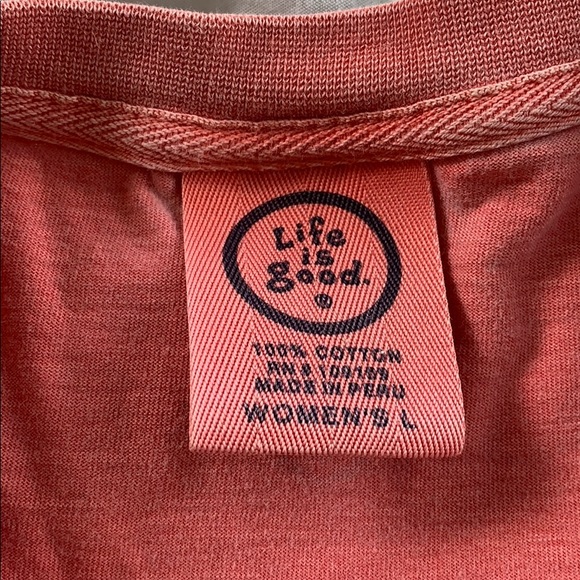 Life
is
good.
®
100% COTTON
RN
MADE IN PERU
WOMEN'S L